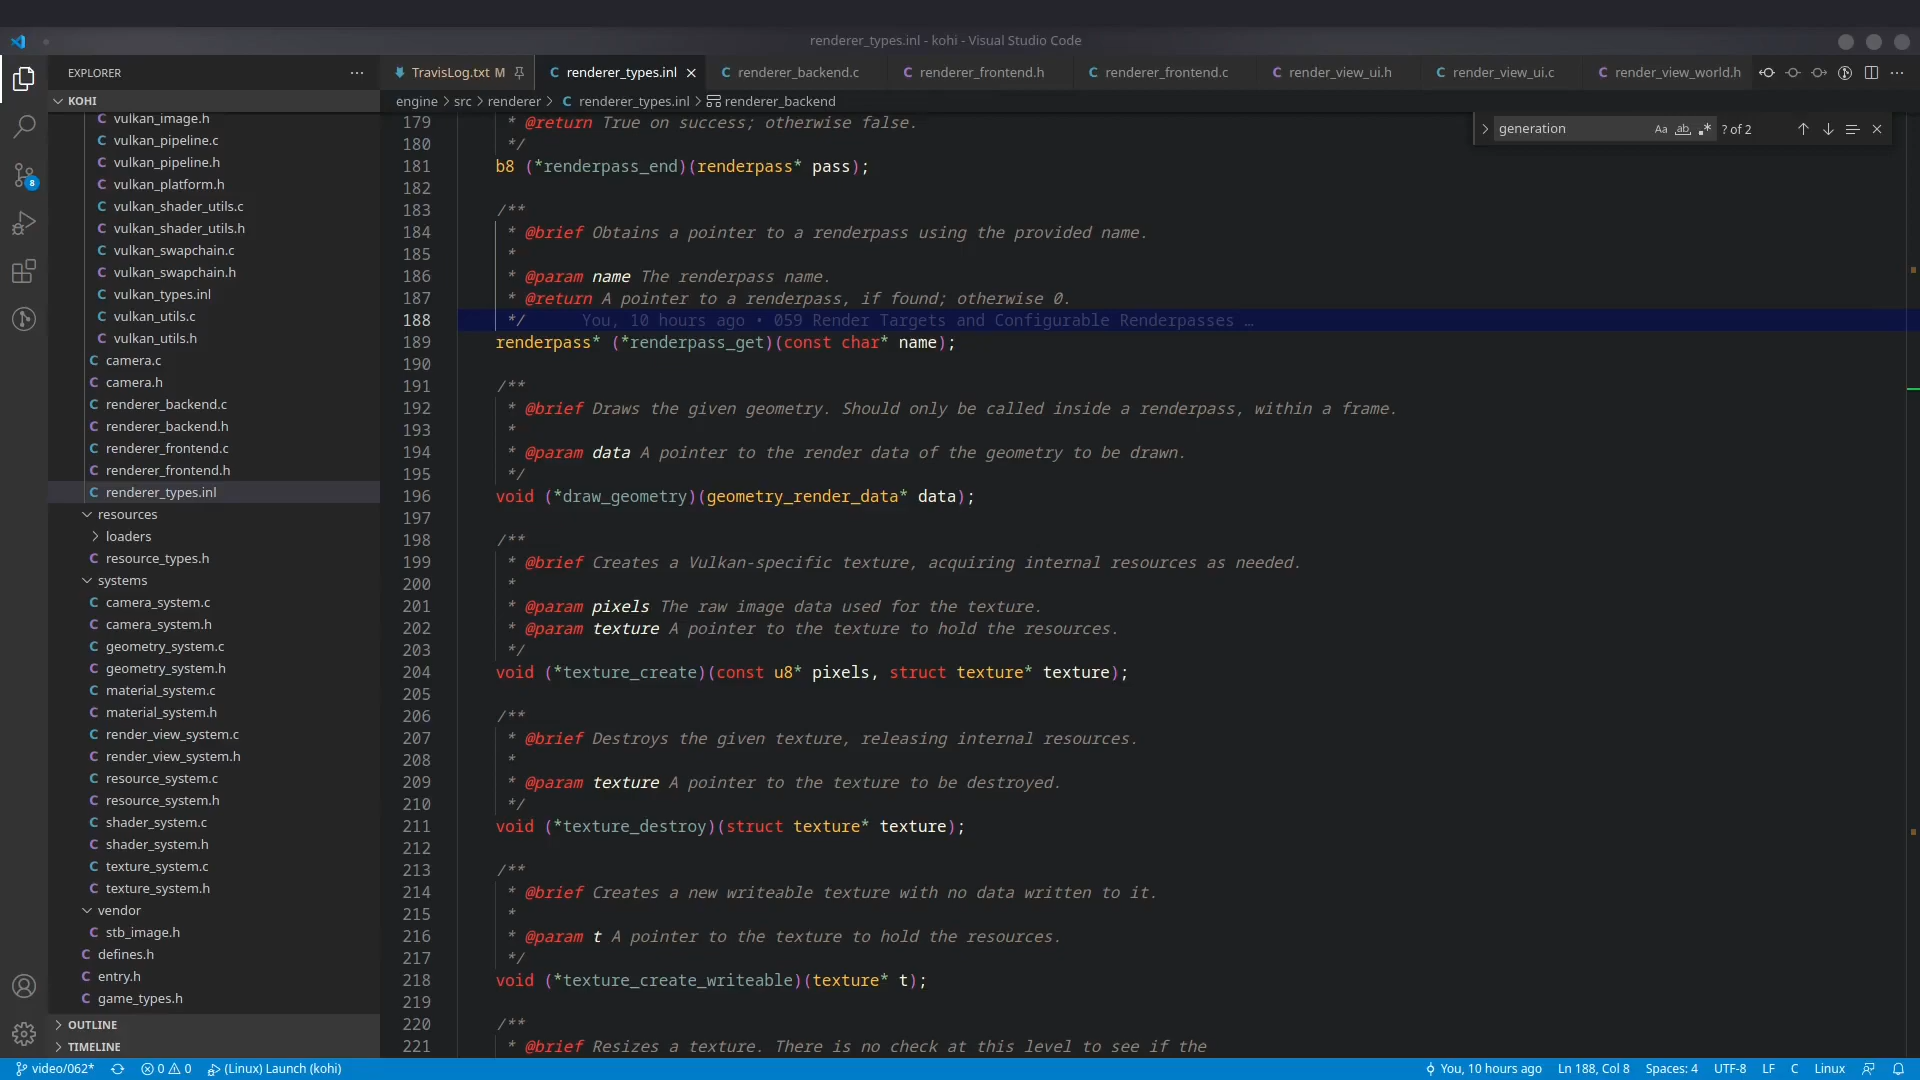 renderer_types.inl - kohi - Visual Studio Code
EXPLORER
TravisLog.txt M
renderer_types.inl
renderer_backend.c
renderer_frontend.h
renderer_frontend.c
render_view_ui.h
render_view_ui.c
render_view_world.h
KOHI
engine > src > renderer > C renderer_types.inl > renderer_backend
generation
Aa ab .* ? of 2
vulkan_image.h
vulkan_pipeline.c
vulkan_pipeline.h
vulkan_platform.h
vulkan_shader_utils.c
vulkan_shader_utils.h
vulkan_swapchain.c
vulkan_swapchain.h
vulkan_types.inl
vulkan_utils.c
vulkan_utils.h
camera.c
camera.h
renderer_backend.c
renderer_backend.h
renderer_frontend.c
renderer_frontend.h
renderer_types.inl
resources
loaders
resource_types.h
systems
camera_system.c
camera_system.h
geometry_system.c
geometry_system.h
material_system.c
material_system.h
render_view_system.c
render_view_system.h
resource_system.c
resource_system.h
shader_system.c
shader_system.h
texture_system.c
texture_system.h
vendor
stb_image.h
defines.h
entry.h
game_types.h
OUTLINE
TIMELINE
179 * @return True on success; otherwise false.
180 */
181 b8 (*renderpass_end)(renderpass* pass);
182
183 /**
184 * @brief Obtains a pointer to a renderpass using the provided name.
185 *
186 * @param name The renderpass name.
187 * @return A pointer to a renderpass, if found; otherwise 0.
188 */ You, 10 hours ago • 059 Render Targets and Configurable Renderpasses …
189 renderpass* (*renderpass_get)(const char* name);
190
191 /**
192 * @brief Draws the given geometry. Should only be called inside a renderpass, within a frame.
193 *
194 * @param data A pointer to the render data of the geometry to be drawn.
195 */
196 void (*draw_geometry)(geometry_render_data* data);
197
198 /**
199 * @brief Creates a Vulkan-specific texture, acquiring internal resources as needed.
200 *
201 * @param pixels The raw image data used for the texture.
202 * @param texture A pointer to the texture to hold the resources.
203 */
204 void (*texture_create)(const u8* pixels, struct texture* texture);
205
206 /**
207 * @brief Destroys the given texture, releasing internal resources.
208 *
209 * @param texture A pointer to the texture to be destroyed.
210 */
211 void (*texture_destroy)(struct texture* texture);
212
213 /**
214 * @brief Creates a new writeable texture with no data written to it.
215 *
216 * @param t A pointer to the texture to hold the resources.
217 */
218 void (*texture_create_writeable)(texture* t);
219
220 /**
221 * @brief Resizes a texture. There is no check at this level to see if the
8
video/062* 0 0 (Linux) Launch (kohi) You, 10 hours ago Ln 188, Col 8 Spaces: 4 UTF-8 LF C Linux